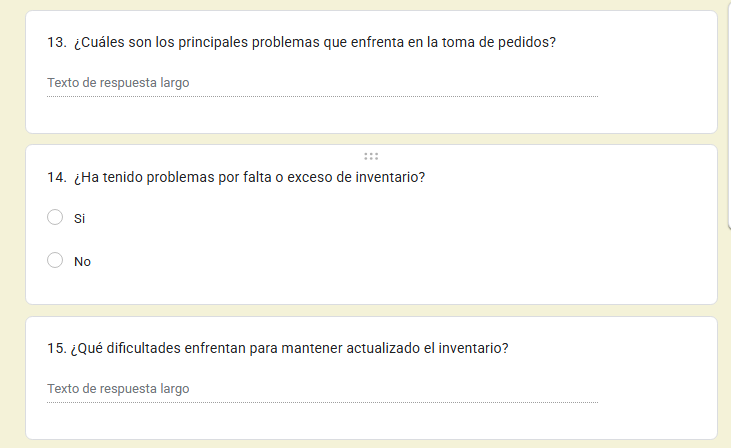 13. ¿Cuáles son los principales problemas que enfrenta en la toma de pedidos?
Texto de respuesta largo
14. ¿Ha tenido problemas por falta o exceso de inventario?
Si
No
15. ¿Qué dificultades enfrentan para mantener actualizado el inventario?
Texto de respuesta largo